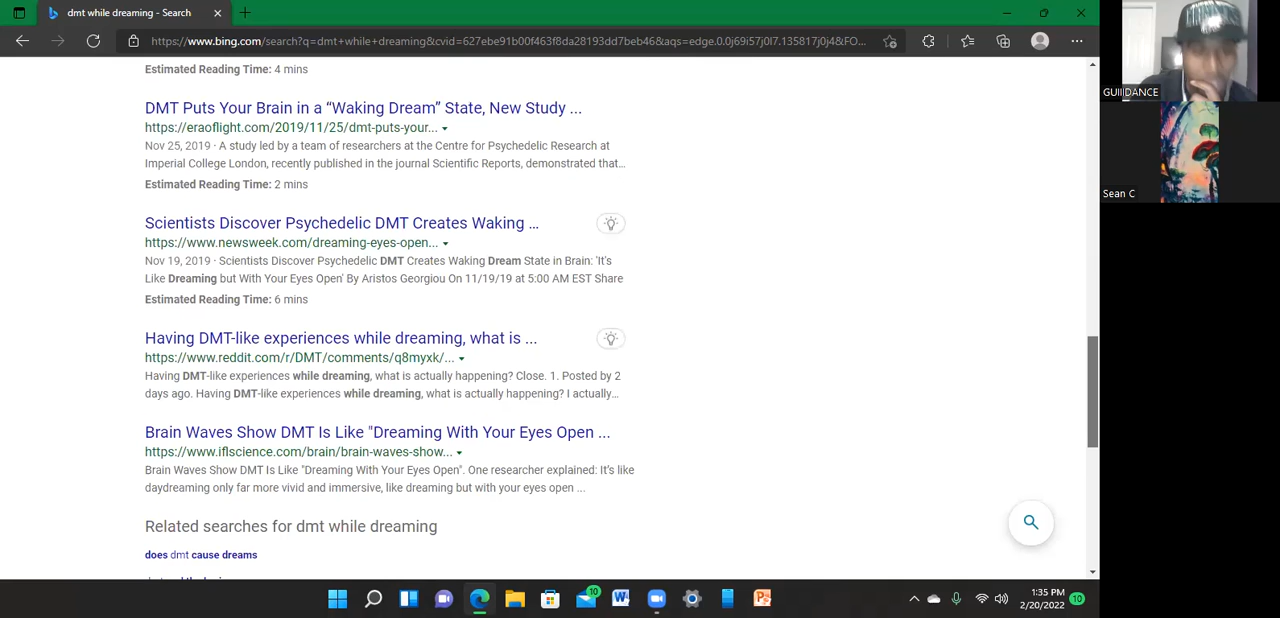 dmt while dreaming - Search
https://www.bing.com/search?q=dmt+while+dreaming&cvid=627ebe91b00f463f8da28193dd7beb46&aqs=edge.0.0j69i57j0l7.135817j0j4&FO...
Estimated Reading Time: 4 mins
DMT Puts Your Brain in a “Waking Dream” State, New Study ...
https://eraoflight.com/2019/11/25/dmt-puts-your...
Nov 25, 2019 · A study led by a team of researchers at the Centre for Psychedelic Research at
Imperial College London, recently published in the journal Scientific Reports, demonstrated that…
Estimated Reading Time: 2 mins
Scientists Discover Psychedelic DMT Creates Waking ...
https://www.newsweek.com/dreaming-eyes-open...
Nov 19, 2019 · Scientists Discover Psychedelic DMT Creates Waking Dream State in Brain: 'It's
Like Dreaming but With Your Eyes Open' By Aristos Georgiou On 11/19/19 at 5:00 AM EST Share
Estimated Reading Time: 6 mins
Having DMT-like experiences while dreaming, what is ...
https://www.reddit.com/r/DMT/comments/q8myxk/...
Having DMT-like experiences while dreaming, what is actually happening? Close. 1. Posted by 2
days ago. Having DMT-like experiences while dreaming, what is actually happening? I actually…
Brain Waves Show DMT Is Like "Dreaming With Your Eyes Open ...
https://www.iflscience.com/brain/brain-waves-show...
Brain Waves Show DMT Is Like "Dreaming With Your Eyes Open". One researcher explained: It’s like
daydreaming only far more vivid and immersive, like dreaming but with your eyes open ...
Related searches for dmt while dreaming
does dmt cause dreams
GUIIDANCE
Sean C
10
1:35 PM
2/20/2022
10